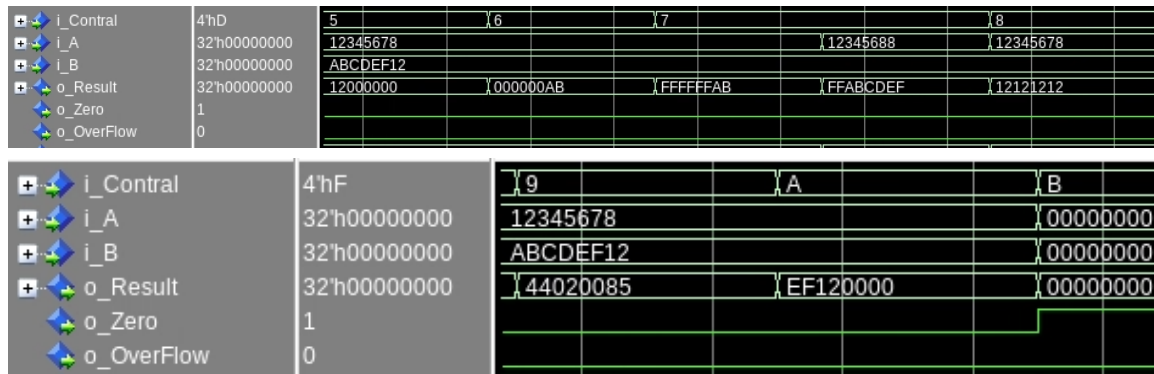 i_Contral 4'hD 5 6 7 8
i_A 32'h00000000 12345678 12345688 12345678
i_B 32'h00000000 ABCDEF12
o_Result 32'h00000000 12000000 000000AB FFFFFFAB FFABCDEF 12121212
o_Zero 1
o_OverFlow 0
i_Contral 4'hF 9 A B
i_A 32'h00000000 12345678 00000000
i_B 32'h00000000 ABCDEF12 00000000
o_Result 32'h00000000 44020085 EF120000 00000000
o_Zero 1
o_OverFlow 0